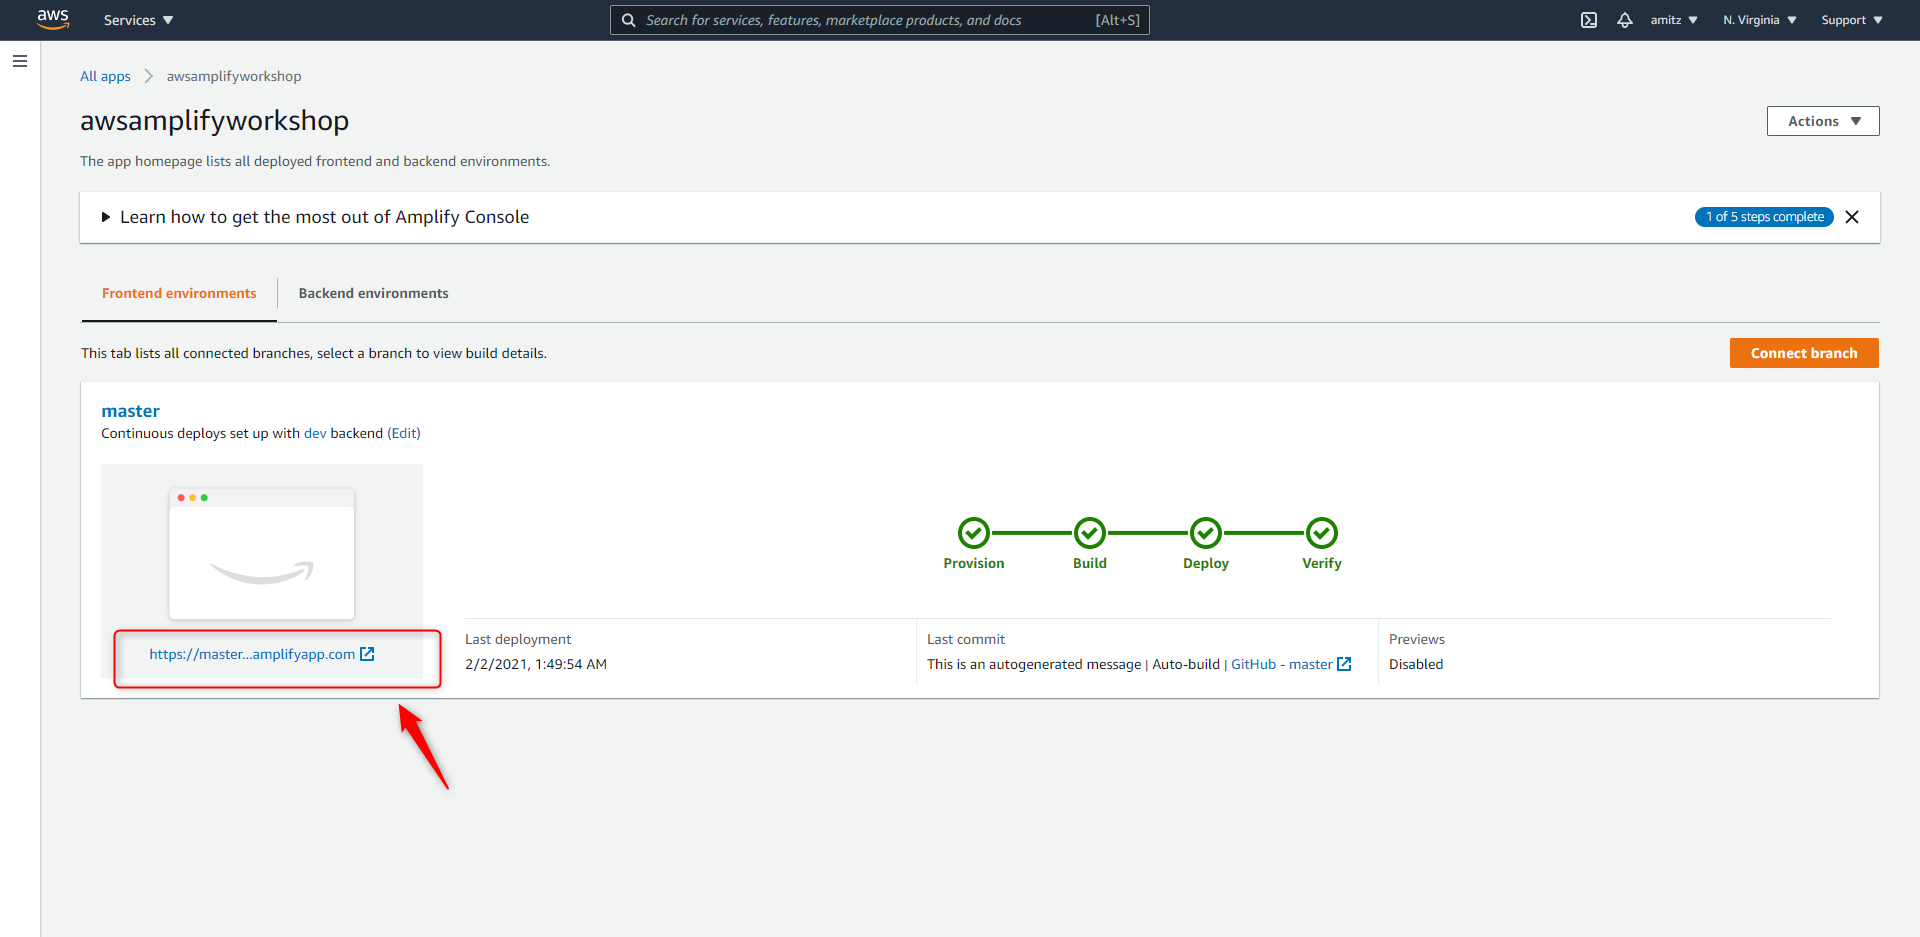 aws
Services
Search for services, features, marketplace products, and docs [Alt+S]
amitz
N. Virginia
Support
All apps awsamplifyworkshop
awsamplifyworkshop
Actions
The app homepage lists all deployed frontend and backend environments.
Learn how to get the most out of Amplify Console
1 of 5 steps complete
Frontend environments
Backend environments
This tab lists all connected branches, select a branch to view build details.
Connect branch
master
Continuous deploys set up with dev backend (Edit)
Provision
Build
Deploy
Verify
https://master...amplifyapp.com
Last deployment
2/2/2021, 1:49:54 AM
Last commit
This is an autogenerated message | Auto-build | GitHub - master
Previews
Disabled